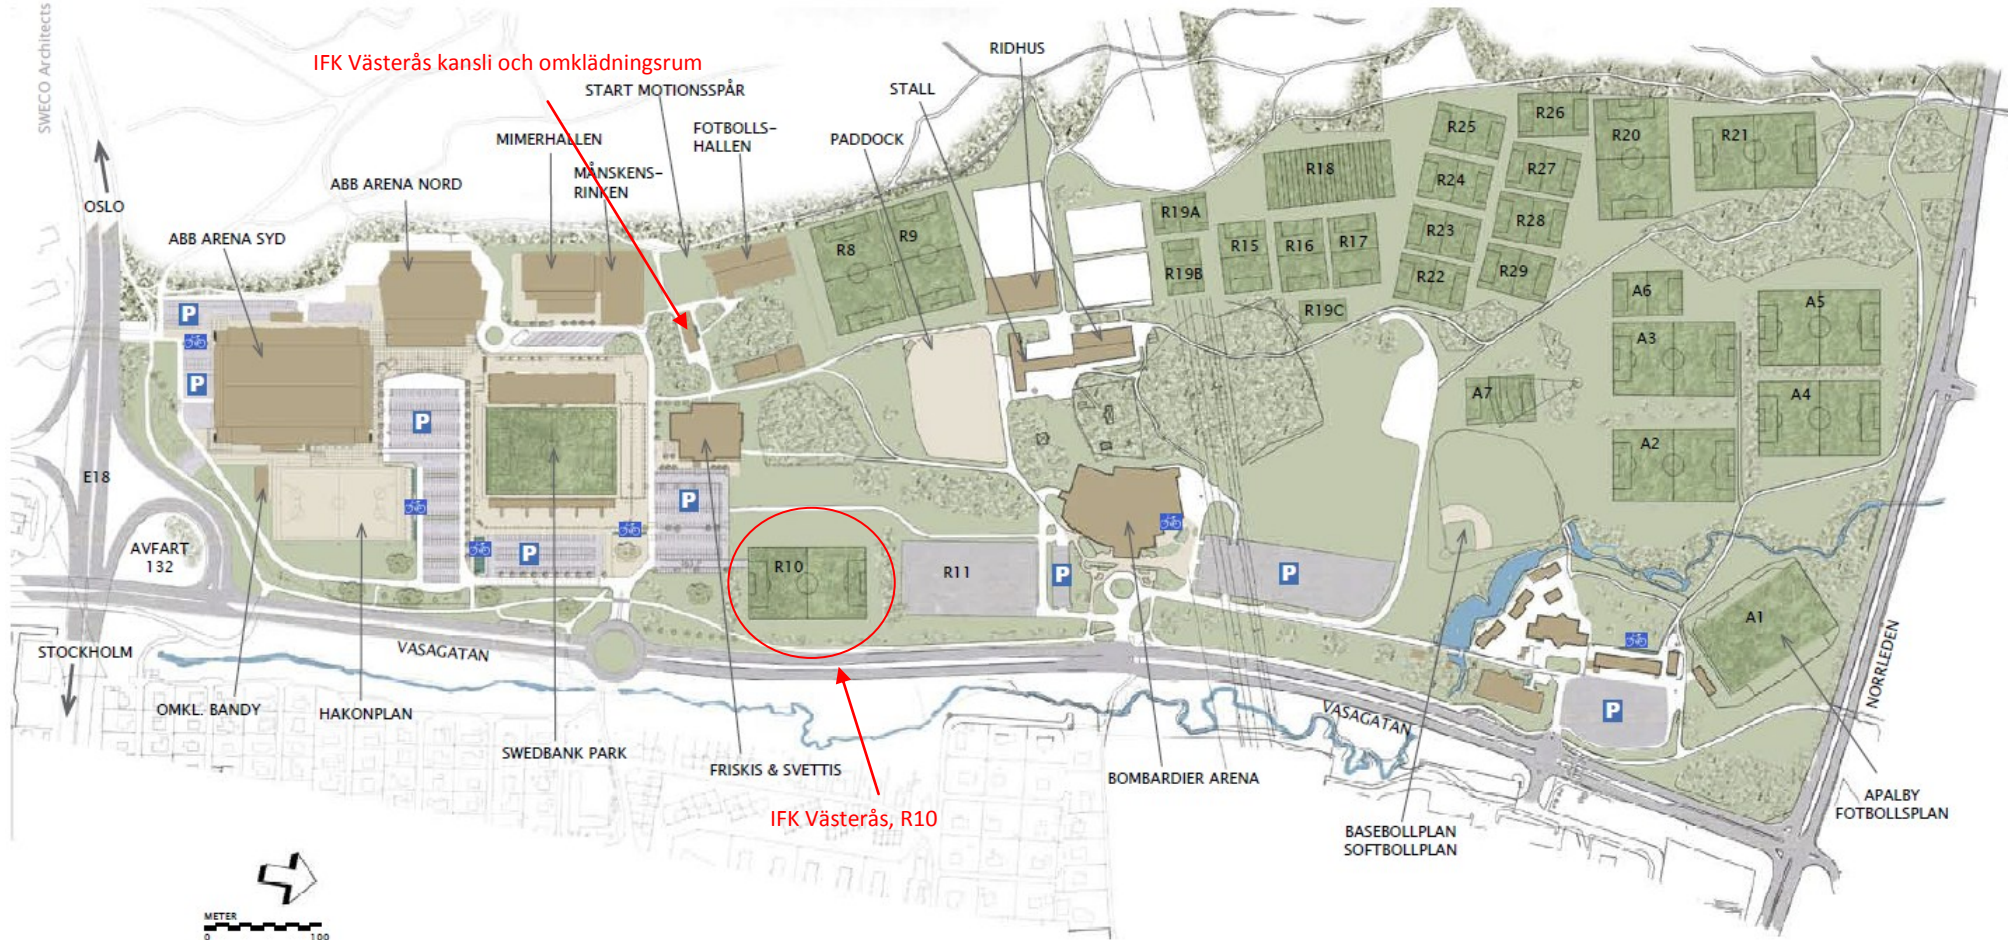 SWECO Architects
IFK Västerås kansli och omklädningsrum
START MOTIONSSPÅR
RIDHUS
STALL
PADDOCK
FOTBOLLS-
HALLEN
MIMERHALLEN
MÅNSKENS-
RINKEN
ABB ARENA NORD
ABB ARENA SYD
OSLO
R8
R9
R19A
R19B
R19C
R15
R16
R17
R18
R25
R24
R23
R22
R26
R27
R28
R29
R20
R21
A6
A3
A2
A5
A4
A7
P
P
P
P
P
P
P
P
E18
AVFART
132
STOCKHOLM
VASAGATAN
OMKL. BANDY
HAKONPLAN
SWEDBANK PARK
FRISKIS & SVETTIS
R10
R11
IFK Västerås, R10
BOMBARDIER ARENA
VASAGATAN
BASEBOLLPLAN
SOFTBOLLPLAN
A1
APALBY
FOTBOLLSPLAN
NORRLEDEN
METER
0 100